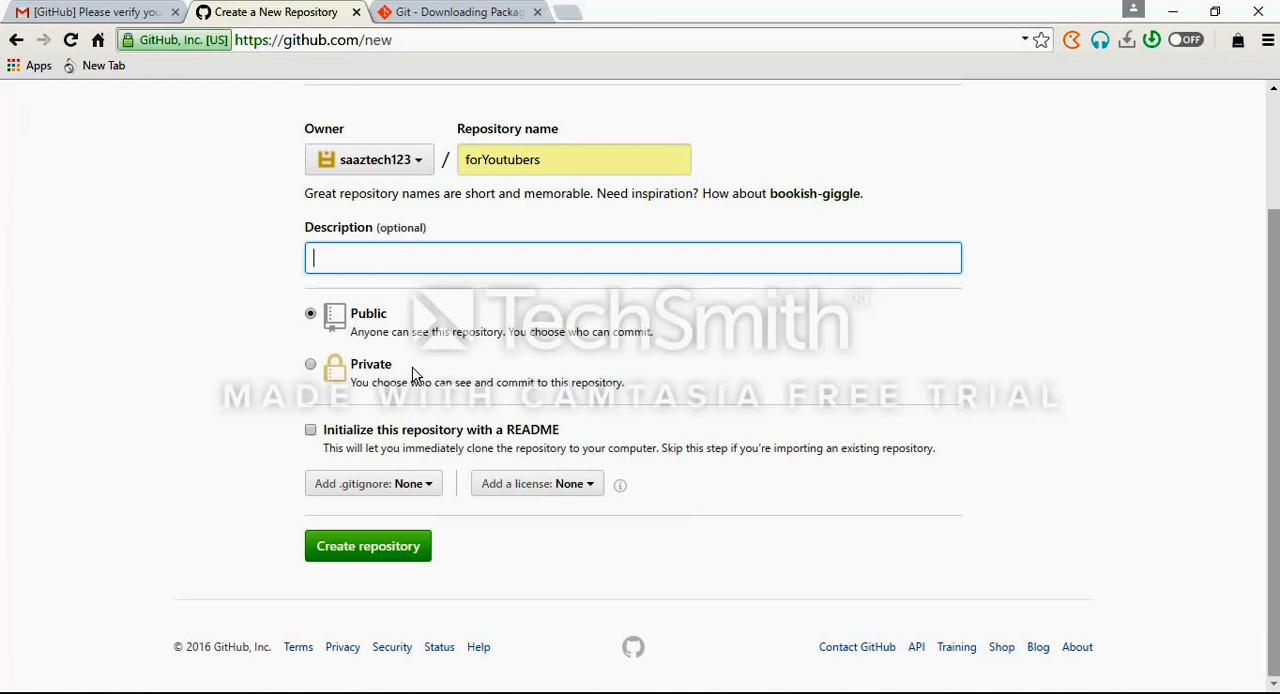 [GitHub] Please verify you
Create a New Repository
Git - Downloading Packag
GitHub, Inc. [US] https://github.com/new
OFF
Apps New Tab
Owner Repository name
saaztech123 / forYoutubers
Great repository names are short and memorable. Need inspiration? How about bookish-giggle.
Description (optional)
Public
Anyone can see this repository. You choose who can commit.
TechSmith®
Private
You choose who can see and commit to this repository.
MADE WITH CAMTASIA FREE TRIAL
Initialize this repository with a README
This will let you immediately clone the repository to your computer. Skip this step if you're importing an existing repository.
Add .gitignore: None Add a license: None
Create repository
© 2016 GitHub, Inc. Terms Privacy Security Status Help Contact GitHub API Training Shop Blog About